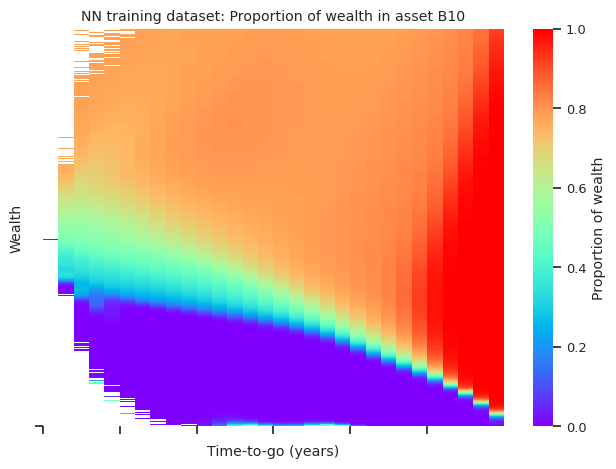 NN training dataset: Proportion of wealth in asset B10
Wealth
Time-to-go (years)
1.0
0.8
0.6
0.4
0.2
0.0
Proportion of wealth